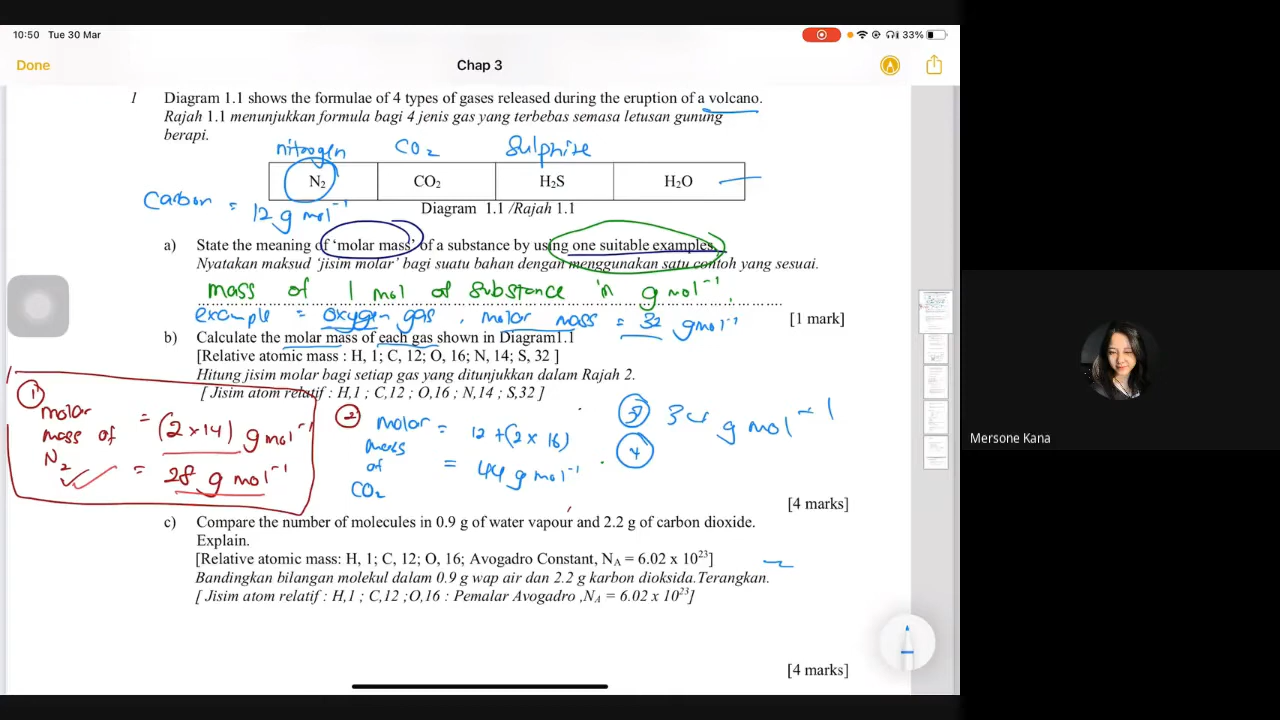 10:50 Tue 30 Mar
33%
Done
Chap 3
1 Diagram 1.1 shows the formulae of 4 types of gases released during the eruption of a volcano.
Rajah 1.1 menunjukkan formula bagi 4 jenis gas yang terbebas semasa letusan gunung
berapi.
nitrogen CO2 Sulphite
N2 CO2 H2S H2O
Carbon = 12 g mol⁻¹
Diagram 1.1 /Rajah 1.1
a) State the meaning of ‘molar mass’ of a substance by using one suitable examples.
Nyatakan maksud ‘jisim molar’ bagi suatu bahan dengan menggunakan satu contoh yang sesuai.
mass of 1 mol of substance in g mol⁻¹.
example = oxygen gas, molar mass = 32 gmol⁻¹
[1 mark]
b) Calculate the molar mass of each gas shown in Diagram1.1
[Relative atomic mass : H, 1; C, 12; O, 16; N, 14; S, 32 ]
Hitung jisim molar bagi setiap gas yang ditunjukkan dalam Rajah 2.
[ Jisim atom relatif : H,1 ; C,12 ; O,16 ; N,14 ; S,32 ]
1
molar
mass of
N2
= (2 × 14) g mol⁻¹
= 28 g mol⁻¹
2
molar
mass
of
CO2
= 12 + (2 × 16)
= 44 g mol⁻¹
3 g mol⁻¹
4
[4 marks]
c) Compare the number of molecules in 0.9 g of water vapour and 2.2 g of carbon dioxide.
Explain.
[Relative atomic mass: H, 1; C, 12; O, 16; Avogadro Constant, NA = 6.02 x 10²³]
Bandingkan bilangan molekul dalam 0.9 g wap air dan 2.2 g karbon dioksida.Terangkan.
[ Jisim atom relatif : H,1 ; C,12 ;O,16 : Pemalar Avogadro ,NA = 6.02 x 10²³]
[4 marks]
Mersone Kana